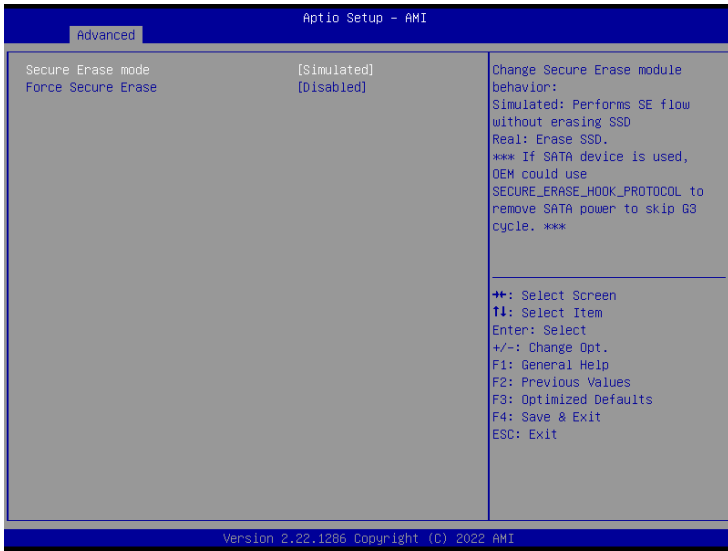 Aptio Setup – AMI
Advanced
Secure Erase mode [Simulated]
Force Secure Erase [Disabled]
Change Secure Erase module
behavior:
Simulated: Performs SE flow
without erasing SSD
Real: Erase SSD.
*** If SATA device is used,
OEM could use
SECURE_ERASE_HOOK_PROTOCOL to
remove SATA power to skip G3
cycle. ***
→←: Select Screen
↑↓: Select Item
Enter: Select
+/-: Change Opt.
F1: General Help
F2: Previous Values
F3: Optimized Defaults
F4: Save & Exit
ESC: Exit
Version 2.22.1286 Copyright (C) 2022 AMI